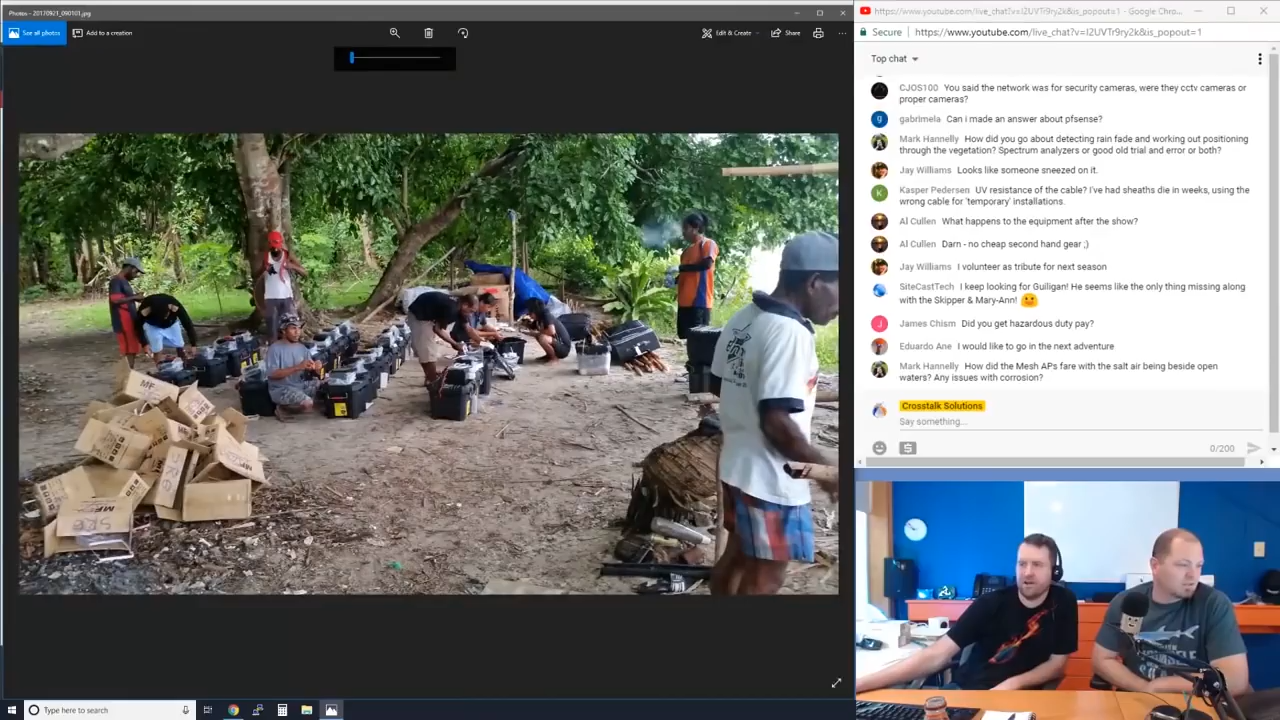 Photos - 20170921_090101.jpg
See all photos
Add to a creation
Edit & Create
Share
https://www.youtube.com/live_chat?v=I2UVTr9ry2k&is_popout=1 - Google Chro...
Secure
https://www.youtube.com/live_chat?v=I2UVTr9ry2k&is_popout=1
Top chat
CJOS100 You said the network was for security cameras, were they cctv cameras or
proper cameras?
g gabrimela Can i made an answer about pfsense?
Mark Hannelly How did you go about detecting rain fade and working out positioning
through the vegetation? Spectrum analyzers or good old trial and error or both?
Jay Williams Looks like someone sneezed on it.
K Kasper Pedersen UV resistance of the cable? I've had sheaths die in weeks, using the
wrong cable for 'temporary' installations.
Al Cullen What happens to the equipment after the show?
Al Cullen Darn - no cheap second hand gear ;)
Jay Williams I volunteer as tribute for next season
SiteCastTech I keep looking for Guiligan! He seems like the only thing missing along
with the Skipper & Mary-Ann!
J James Chism Did you get hazardous duty pay?
Eduardo Ane I would like to go in the next adventure
Mark Hannelly How did the Mesh APs fare with the salt air being beside open
waters? Any issues with corrosion?
Crosstalk Solutions
Say something...
0/200
Type here to search